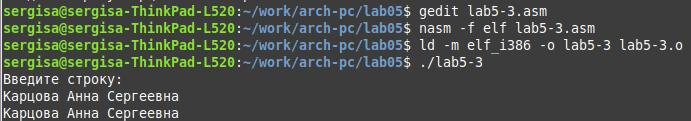 sergisa@sergisa-ThinkPad-L520:~/work/arch-pc/lab05$ gedit lab5-3.asm
sergisa@sergisa-ThinkPad-L520:~/work/arch-pc/lab05$ nasm -f elf lab5-3.asm
sergisa@sergisa-ThinkPad-L520:~/work/arch-pc/lab05$ ld -m elf_i386 -o lab5-3 lab5-3.o
sergisa@sergisa-ThinkPad-L520:~/work/arch-pc/lab05$ ./lab5-3
Введите строку:
Карцова Анна Сергеевна
Карцова Анна Сергеевна